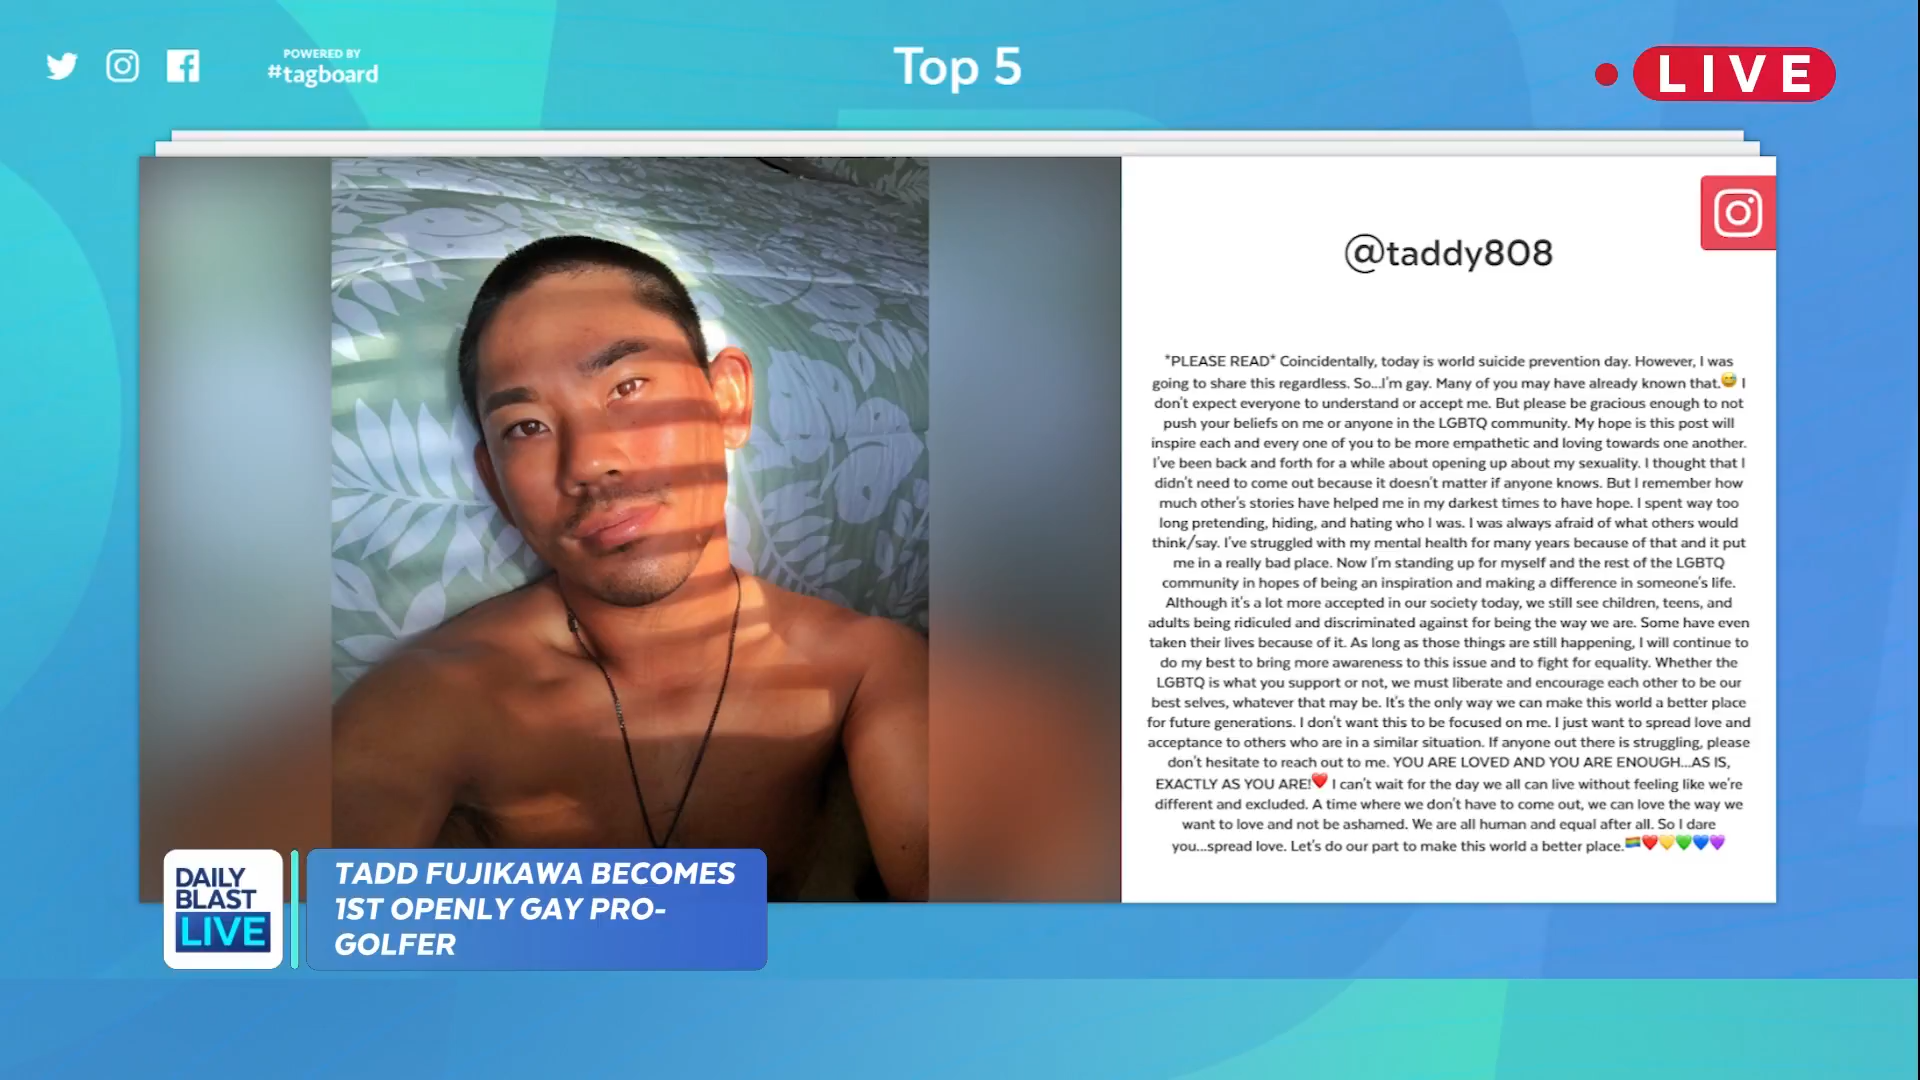 POWERED BY
#tagboard
Top 5
LIVE
@taddy808
*PLEASE READ* Coincidentally, today is world suicide prevention day. However, I was
going to share this regardless. So...I'm gay. Many of you may have already known that.😅 I
don't expect everyone to understand or accept me. But please be gracious enough to not
push your beliefs on me or anyone in the LGBTQ community. My hope is this post will
inspire each and every one of you to be more empathetic and loving towards one another.
I've been back and forth for a while about opening up about my sexuality. I thought that I
didn't need to come out because it doesn't matter if anyone knows. But I remember how
much other's stories have helped me in my darkest times to have hope. I spent way too
long pretending, hiding, and hating who I was. I was always afraid of what others would
think/say. I've struggled with my mental health for many years because of that and it put
me in a really bad place. Now I'm standing up for myself and the rest of the LGBTQ
community in hopes of being an inspiration and making a difference in someone's life.
Although it's a lot more accepted in our society today, we still see children, teens, and
adults being ridiculed and discriminated against for being the way we are. Some have even
taken their lives because of it. As long as those things are still happening, I will continue to
do my best to bring more awareness to this issue and to fight for equality. Whether the
LGBTQ is what you support or not, we must liberate and encourage each other to be our
best selves, whatever that may be. It's the only way we can make this world a better place
for future generations. I don't want this to be focused on me. I just want to spread love and
acceptance to others who are in a similar situation. If anyone out there is struggling, please
don't hesitate to reach out to me. YOU ARE LOVED AND YOU ARE ENOUGH...AS IS,
EXACTLY AS YOU ARE!❤️ I can't wait for the day we all can live without feeling like we're
different and excluded. A time where we don't have to come out, we can love the way we
want to love and not be ashamed. We are all human and equal after all. So I dare
you...spread love. Let's do our part to make this world a better place.🏳️‍🌈❤️💛💚💙💜
DAILY
BLAST
LIVE
TADD FUJIKAWA BECOMES
1ST OPENLY GAY PRO-
GOLFER